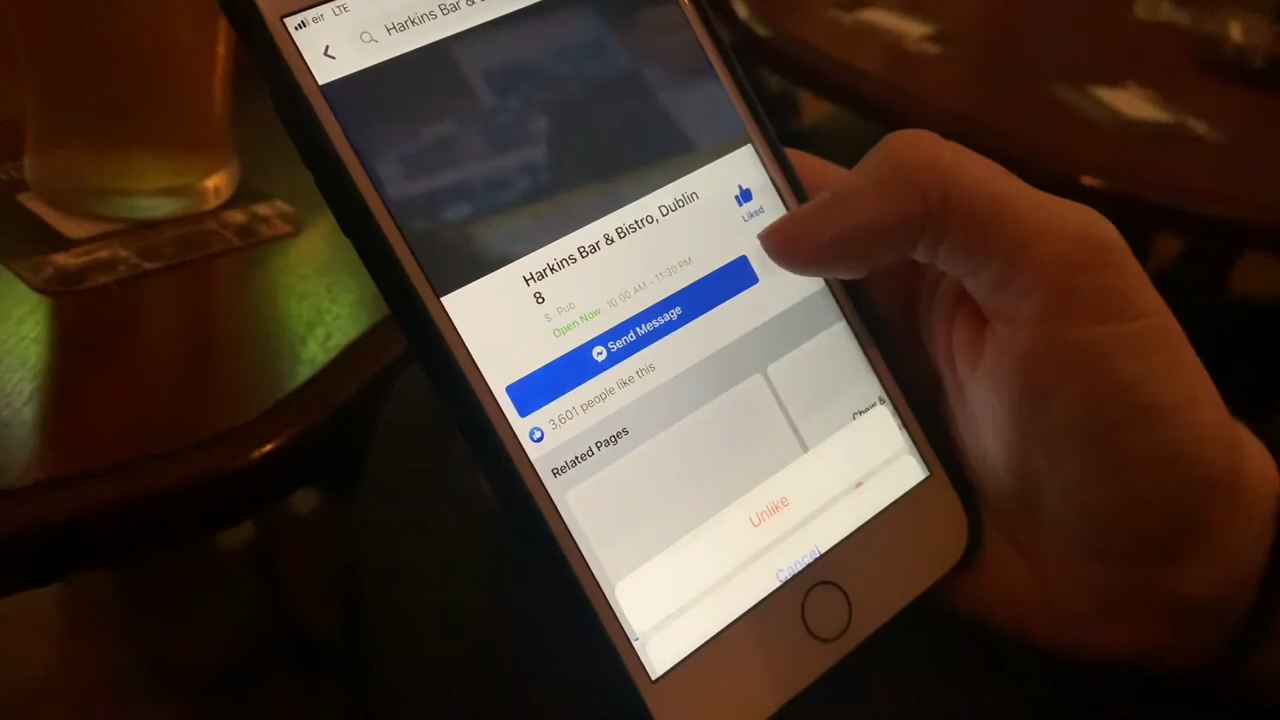 eir LTE
Harkins Bar &
Harkins Bar & Bistro, Dublin
8
Liked
$ Pub
Open Now 10:00 AM - 11:30 PM
Send Message
3,601 people like this
Related Pages
Chew &
Unlike
Cancel